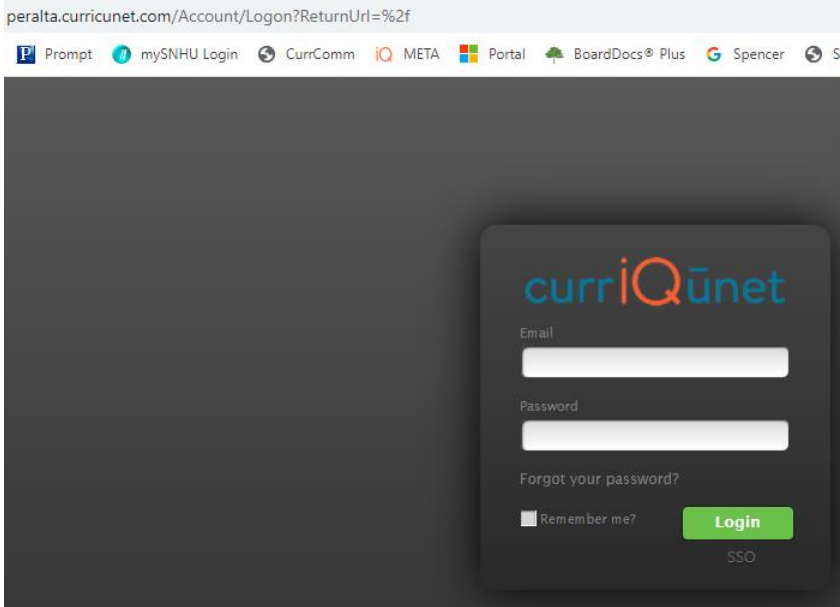 peralta.curricunet.com/Account/Logon?ReturnUrl=%2f
P Prompt mySNHU Login CurrComm iQ META Portal BoardDocs® Plus G Spencer S
currIQūnet
Email
Password
Forgot your password?
Remember me? Login
SSO